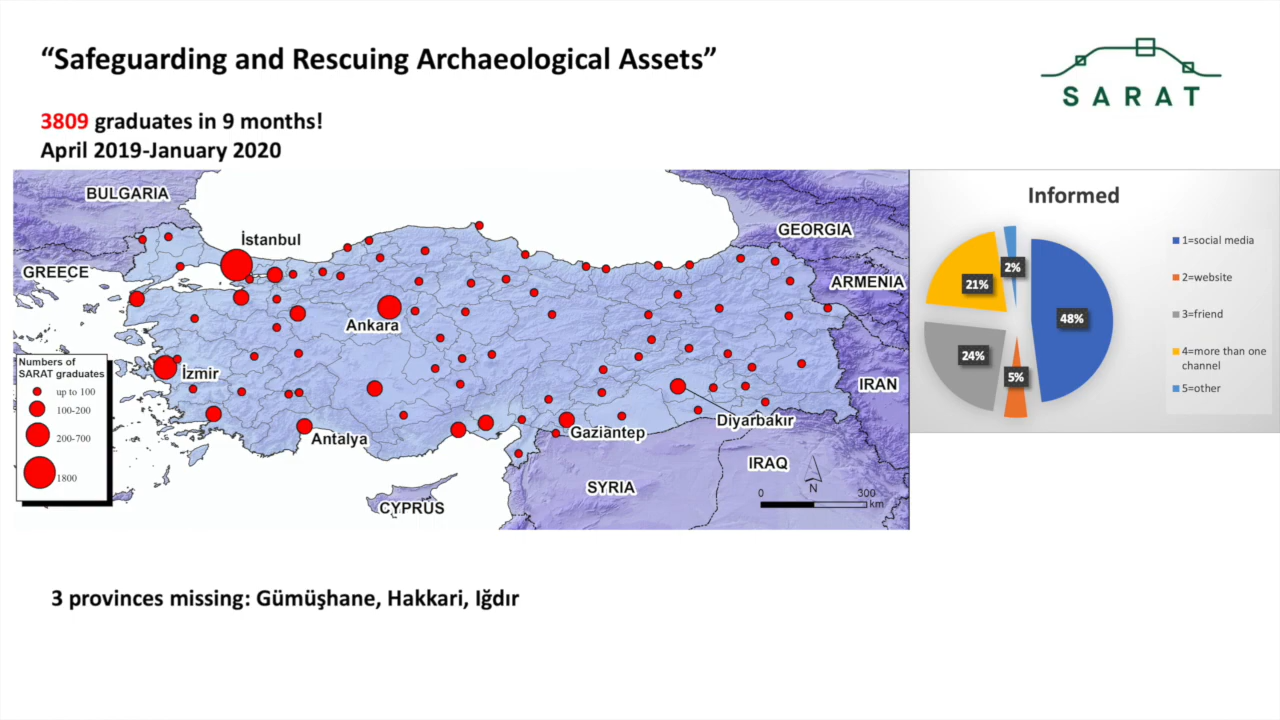 “Safeguarding and Rescuing Archaeological Assets”
SARAT
3809 graduates in 9 months!
April 2019-January 2020
BULGARIA
GREECE
İstanbul
GEORGIA
ARMENIA
Ankara
İzmir
IRAN
Antalya
Gaziantep
Diyarbakır
IRAQ
SYRIA
CYPRUS
N
0 300
km
Numbers of
SARAT graduates
up to 100
100-200
200-700
1800
Informed
48%
5%
24%
21%
2%
1=social media
2=website
3=friend
4=more than one
channel
5=other
3 provinces missing: Gümüşhane, Hakkari, Iğdır